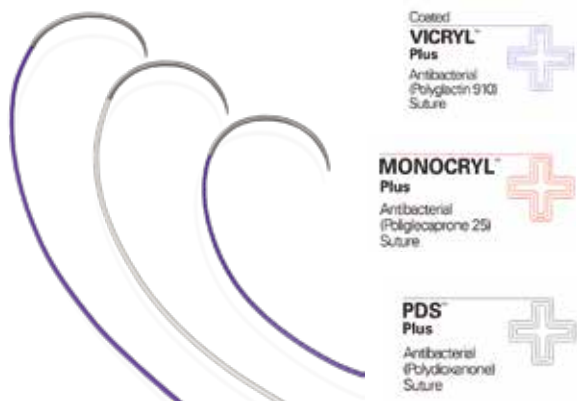 Coated
VICRYL™
Plus
Antibacterial
(Polyglactin 910)
Suture
MONOCRYL™
Plus
Antibacterial
(Poliglecaprone 25)
Suture
PDS™
Plus
Antibacterial
(Polydioxanone)
Suture